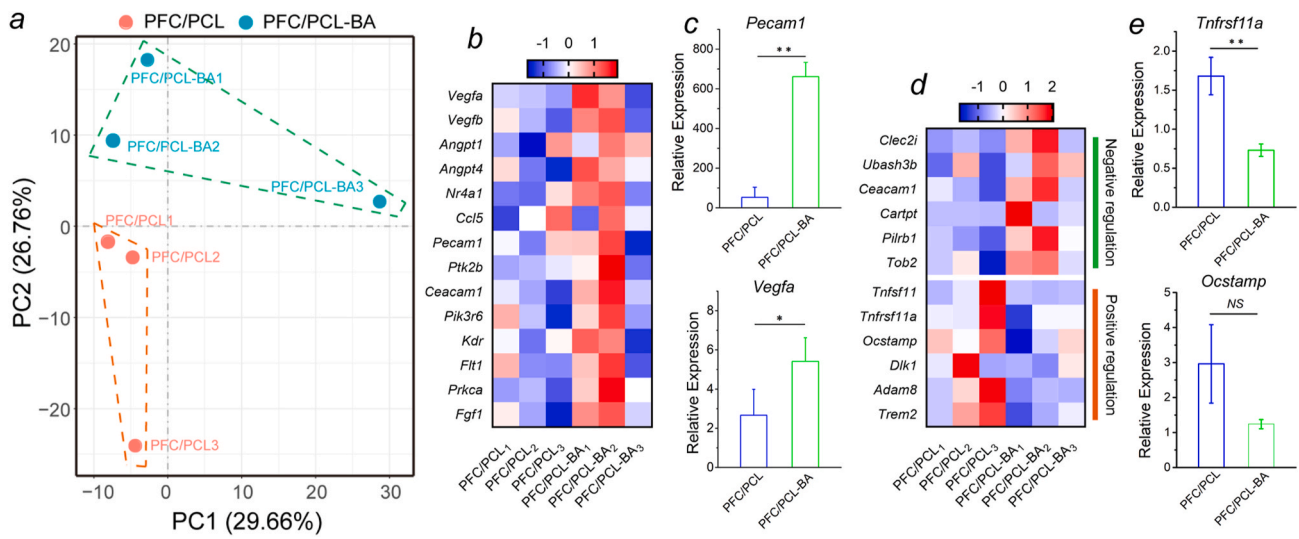 a
PFC/PCL PFC/PCL-BA
20
10
0
−10
−20
−10 0 10 20 30
PC2 (26.76%)
PC1 (29.66%)
PFC/PCL-BA1
PFC/PCL-BA2
PFC/PCL-BA3
PFC/PCL1
PFC/PCL2
PFC/PCL3
b
-1 0 1
Vegfa
Vegfb
Angpt1
Angpt4
Nr4a1
Ccl5
Pecam1
Ptk2b
Ceacam1
Pik3r6
Kdr
Flt1
Prkca
Fgf1
PFC/PCL1
PFC/PCL2
PFC/PCL3
PFC/PCL-BA1
PFC/PCL-BA2
PFC/PCL-BA3
c
Pecam1
Relative Expression
800
600
400
200
0
**
PFC/PCL
PFC/PCL-BA
Vegfa
Relative Expression
8
6
4
2
0
*
PFC/PCL
PFC/PCL-BA
d
-1 0 1 2
Clec2i
Ubash3b
Ceacam1
Cartpt
Pilrb1
Tob2
Tnfsf11
Tnfrsf11a
Ocstamp
Dlk1
Adam8
Trem2
Negative regulation
Positive regulation
PFC/PCL1
PFC/PCL2
PFC/PCL3
PFC/PCL-BA1
PFC/PCL-BA2
PFC/PCL-BA3
e
Tnfrsf11a
Relative Expression
2.0
1.5
1.0
0.5
0.0
**
PFC/PCL
PFC/PCL-BA
Ocstamp
Relative Expression
5
4
3
2
1
0
NS
PFC/PCL
PFC/PCL-BA